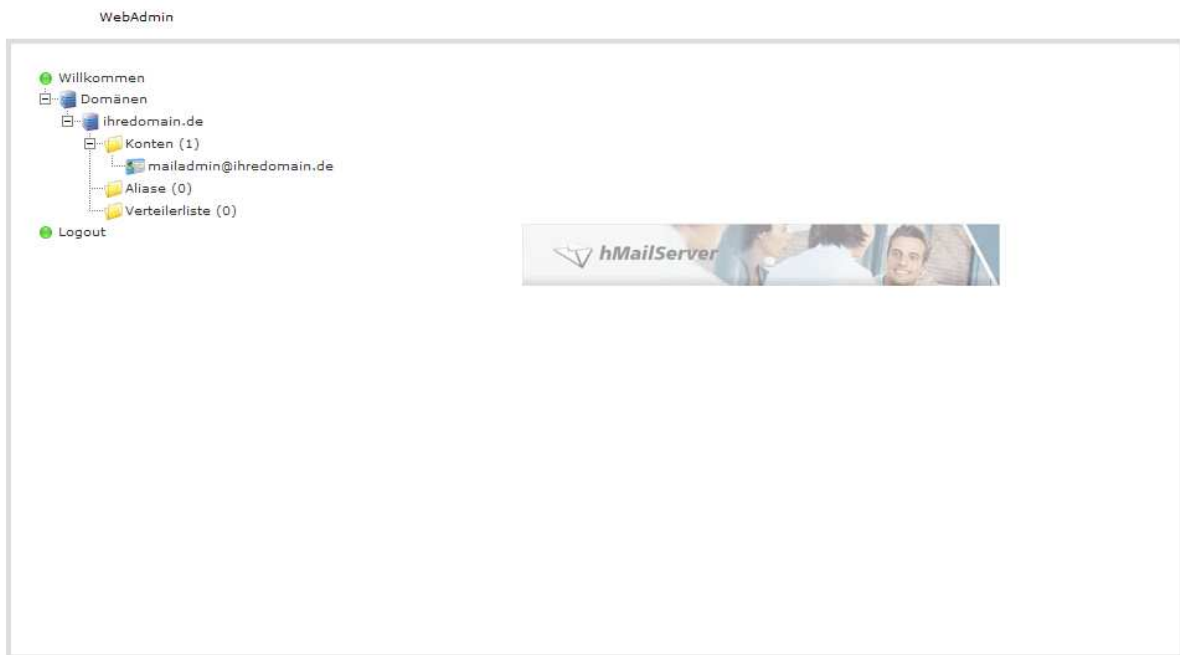 WebAdmin
Willkommen
Domänen
ihredomain.de
Konten (1)
mailadmin@ihredomain.de
Aliase (0)
Verteilerliste (0)
Logout
hMailServer